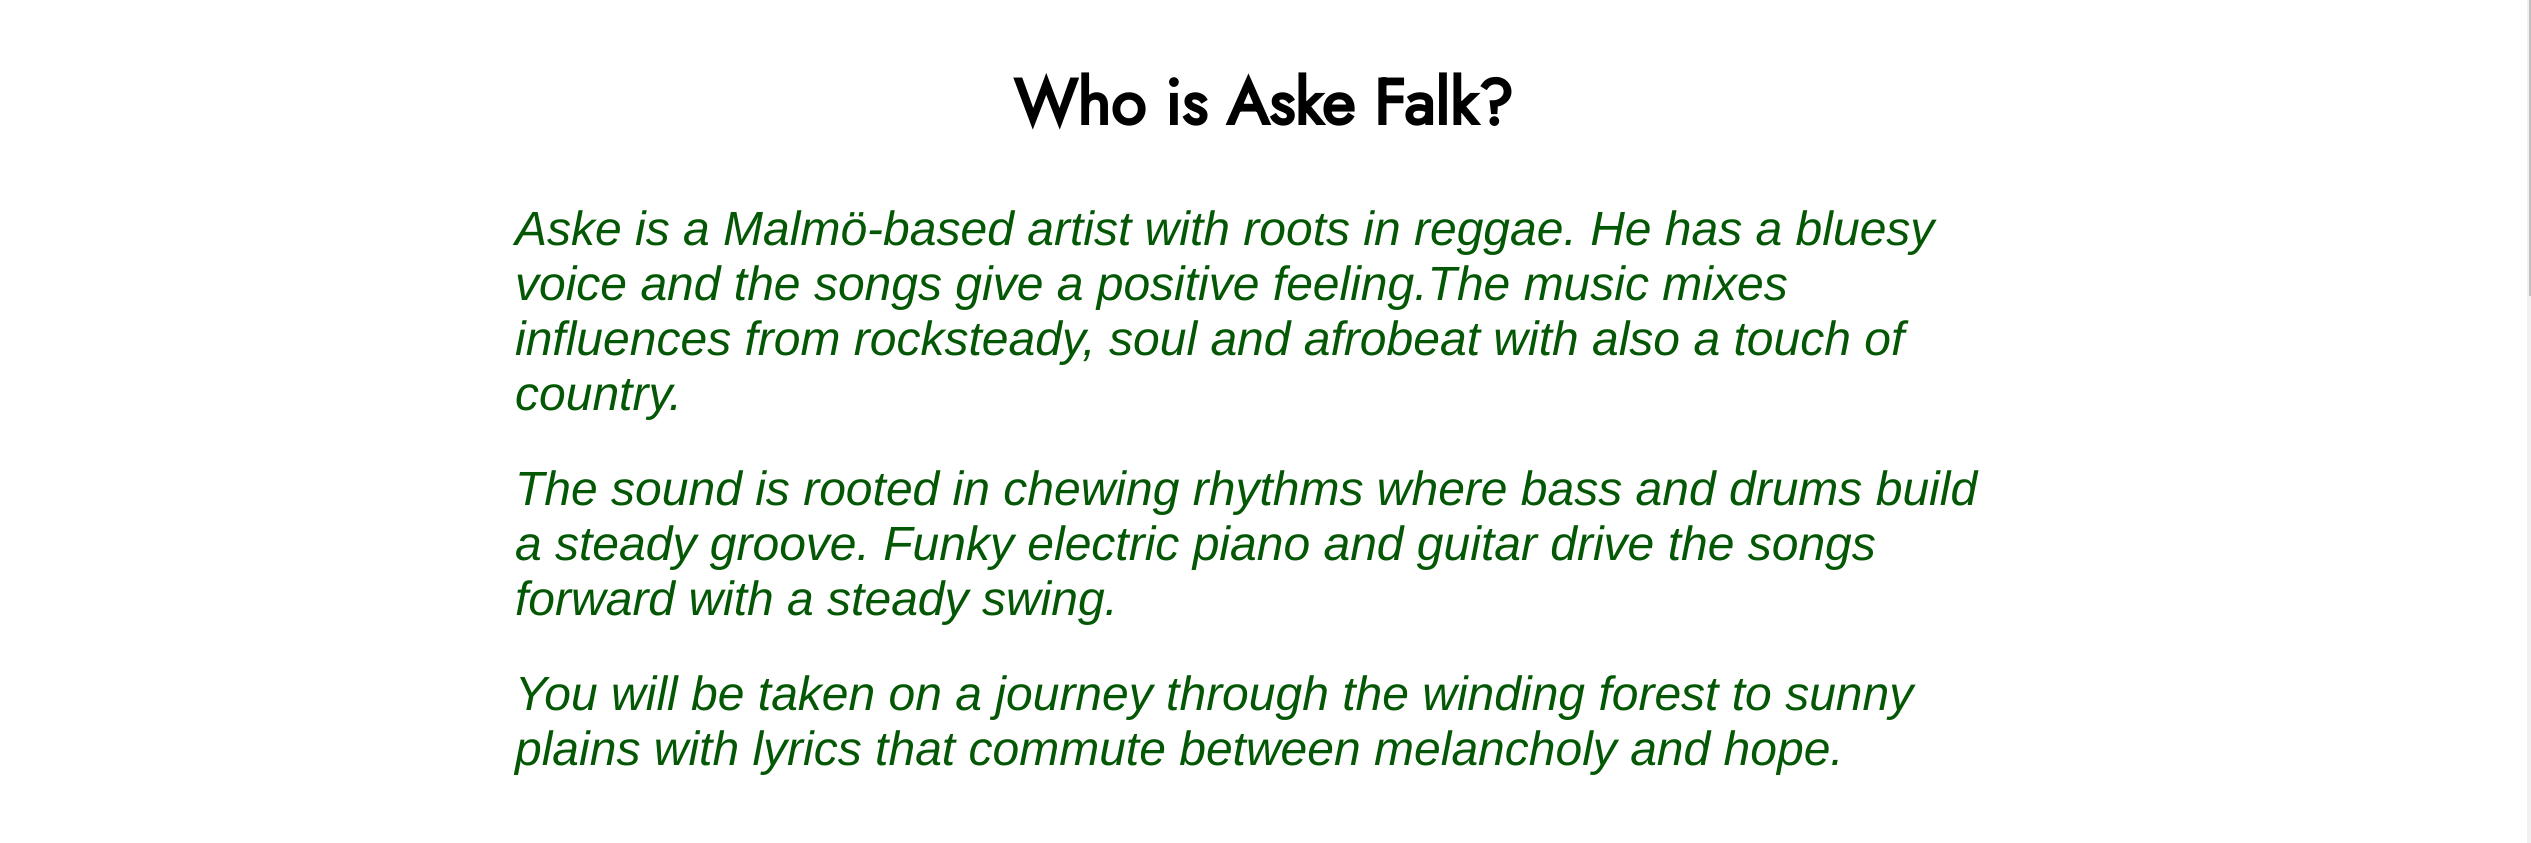 Who is Aske Falk?
Aske is a Malmö-based artist with roots in reggae. He has a bluesy
voice and the songs give a positive feeling.The music mixes
influences from rocksteady, soul and afrobeat with also a touch of
country.
The sound is rooted in chewing rhythms where bass and drums build
a steady groove. Funky electric piano and guitar drive the songs
forward with a steady swing.
You will be taken on a journey through the winding forest to sunny
plains with lyrics that commute between melancholy and hope.